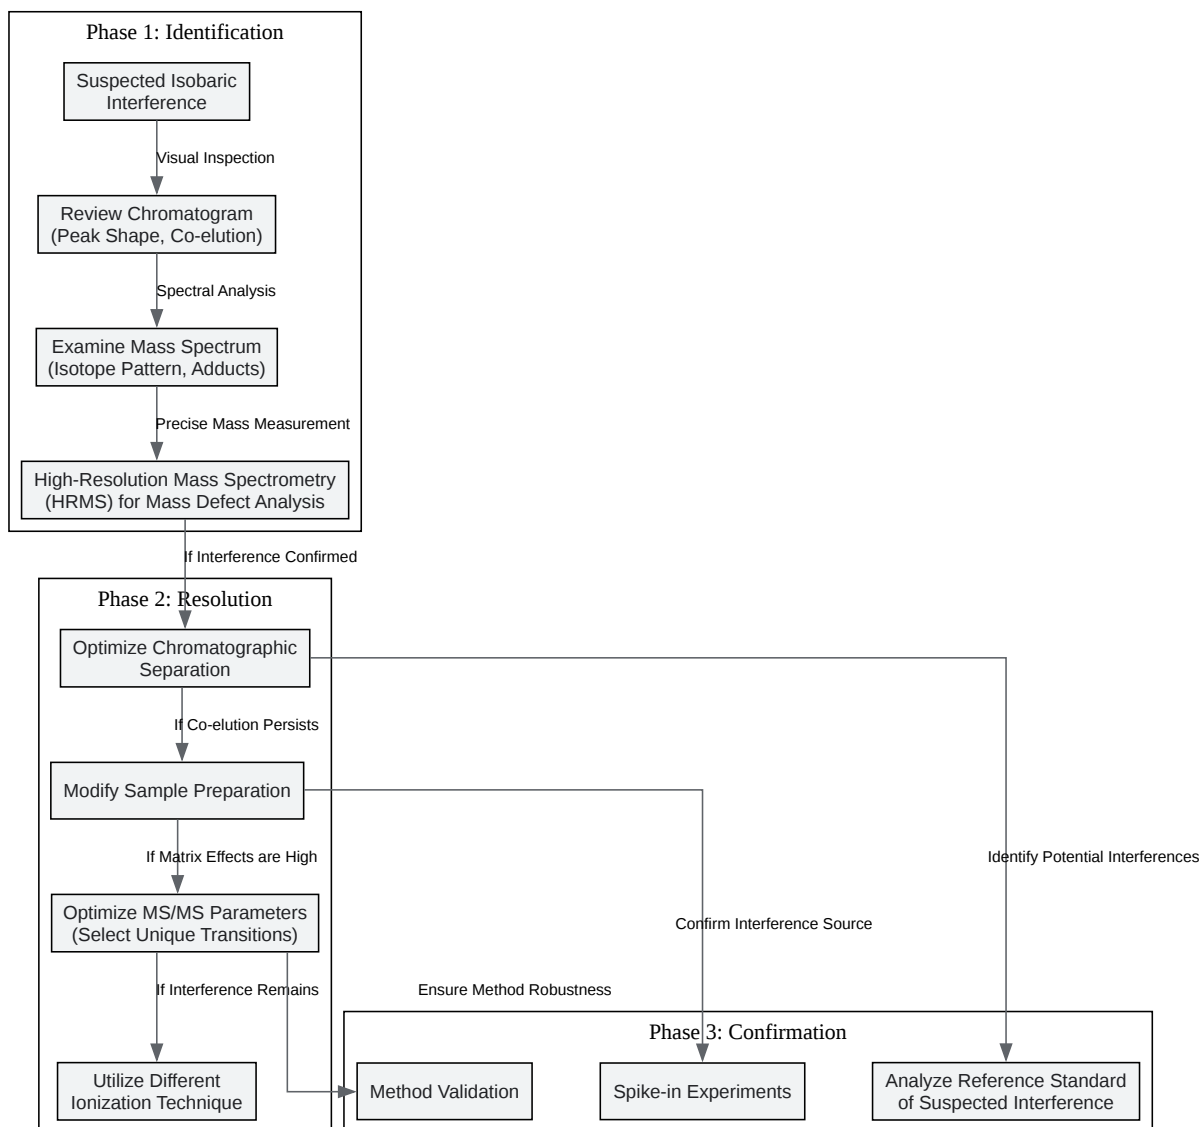 Phase 1: Identification
Suspected Isobaric
Interference
Visual Inspection
Review Chromatogram
(Peak Shape, Co-elution)
Spectral Analysis
Examine Mass Spectrum
(Isotope Pattern, Adducts)
Precise Mass Measurement
High-Resolution Mass Spectrometry
(HRMS) for Mass Defect Analysis
If Interference Confirmed
Phase 2: Resolution
Optimize Chromatographic
Separation
If Co-elution Persists
Modify Sample Preparation
If Matrix Effects are High
Identify Potential Interferences
Optimize MS/MS Parameters
(Select Unique Transitions)
Confirm Interference Source
If Interference Remains
Ensure Method Robustness
Phase 3: Confirmation
Utilize Different
Ionization Technique
Method Validation
Spike-in Experiments
Analyze Reference Standard
of Suspected Interference